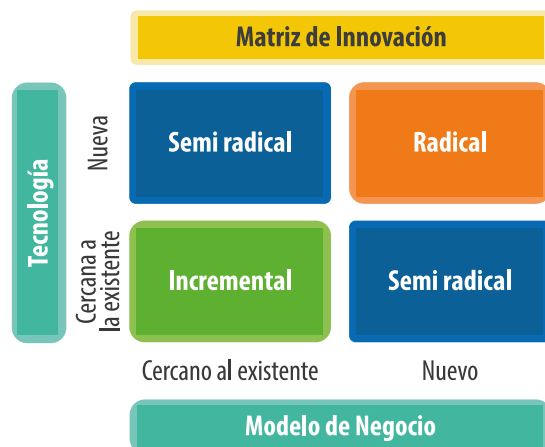 Matriz de Innovación
Tecnología
Nueva
Semi radical
Radical
Cercana a
la existente
Incremental
Semi radical
Cercano al existente
Nuevo
Modelo de Negocio